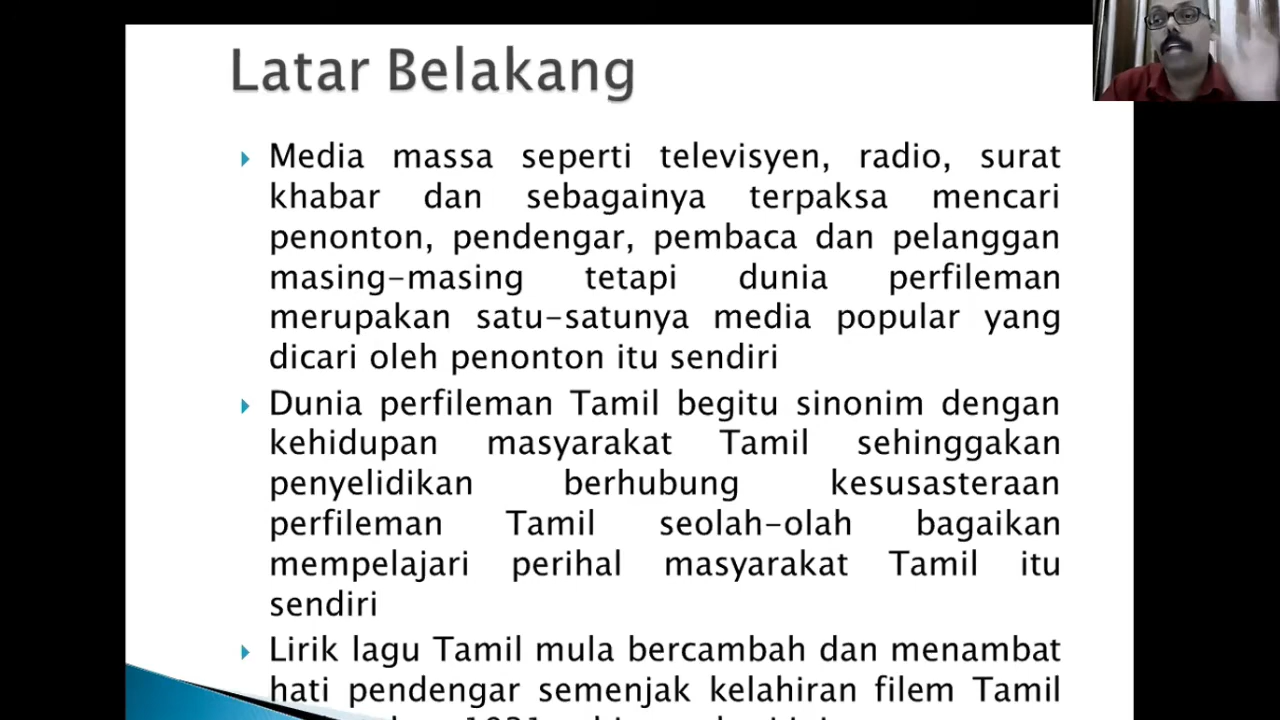 Latar Belakang
Media massa seperti televisyen, radio, surat
khabar dan sebagainya terpaksa mencari
penonton, pendengar, pembaca dan pelanggan
masing-masing tetapi dunia perfileman
merupakan satu-satunya media popular yang
dicari oleh penonton itu sendiri
Dunia perfileman Tamil begitu sinonim dengan
kehidupan masyarakat Tamil sehinggakan
penyelidikan berhubung kesusasteraan
perfileman Tamil seolah-olah bagaikan
mempelajari perihal masyarakat Tamil itu
sendiri
Lirik lagu Tamil mula bercambah dan menambat
hati pendengar semenjak kelahiran filem Tamil